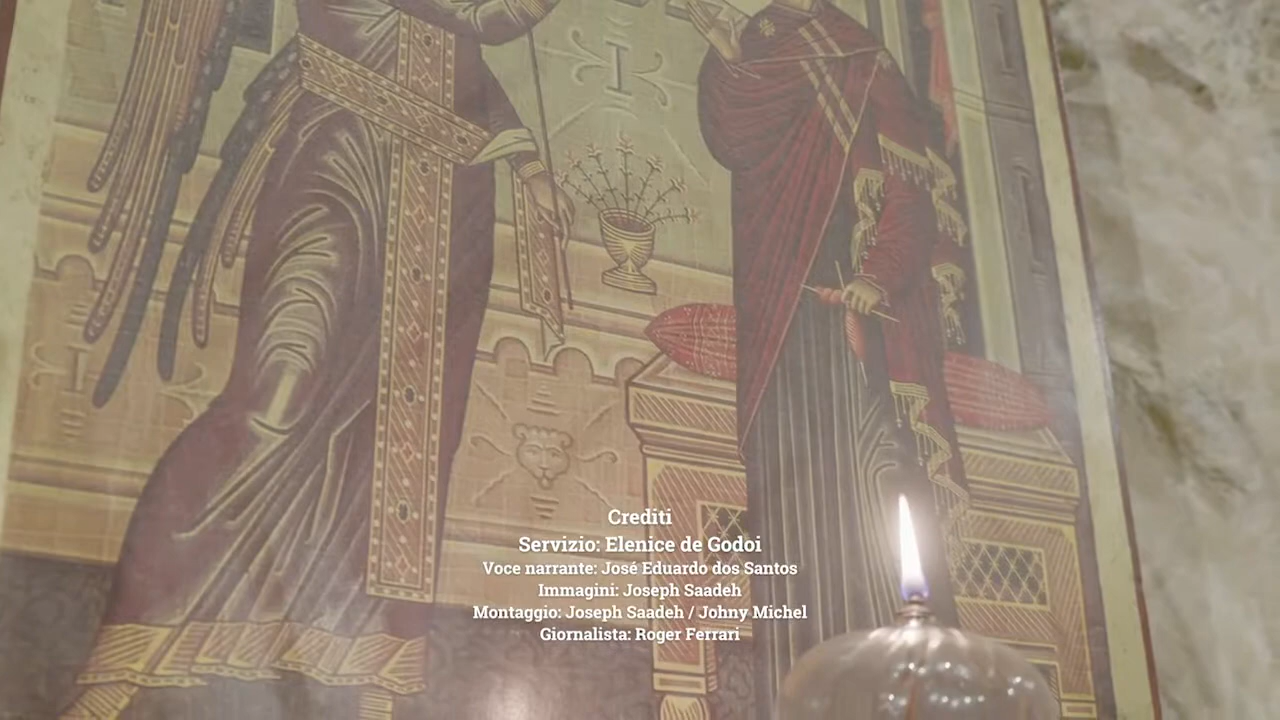 Crediti
Servizio: Elenice de Godoi
Voce narrante: José Eduardo dos Santos
Immagini: Joseph Saadeh
Montaggio: Joseph Saadeh / Johny Michel
Giornalista: Roger Ferrari